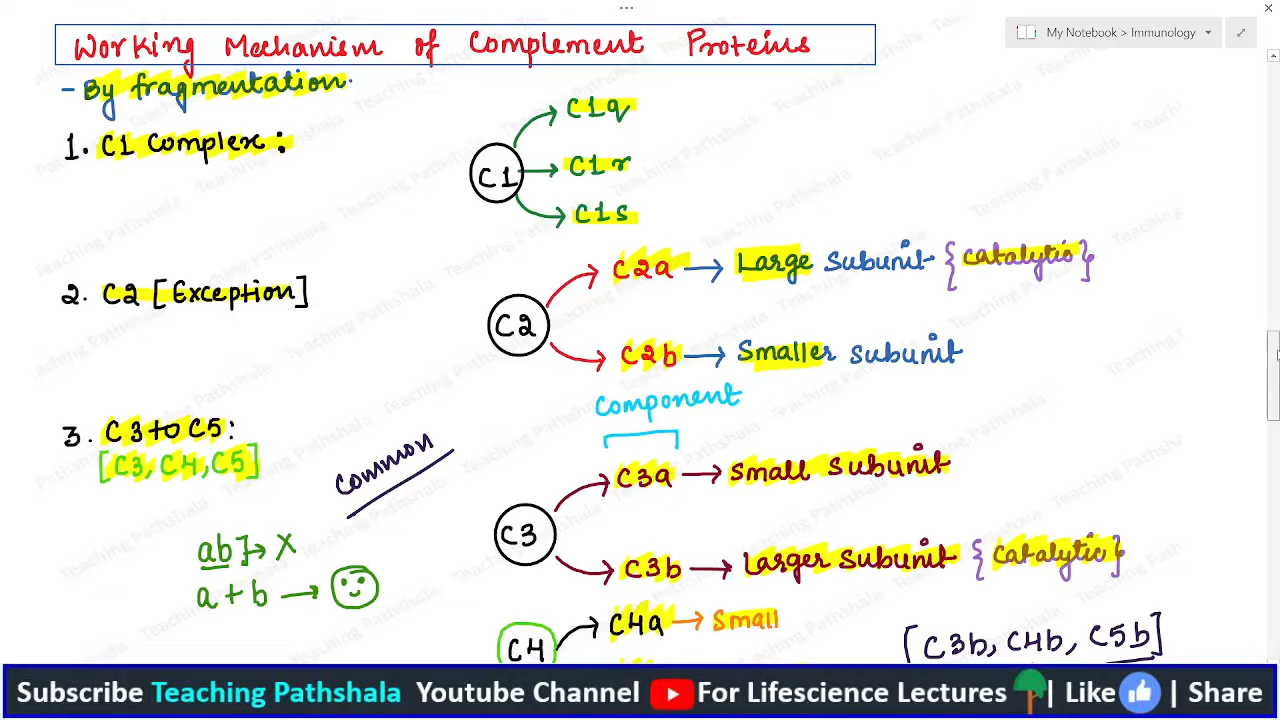 Working Mechanism of Complement Proteins
My Notebook > Immunology
- By fragmentation.
1. C1 Complex:
C1
C1q
C1r
C1s
2. C2 [Exception]
C2
C2a → Large Subunit {Catalytic}
C2b → Smaller subunit
Component
3. C3 to C5:
[C3, C4, C5]
Common
C3
C3a → Small Subunit
C3b → Larger Subunit {Catalytic}
ab] → X
a + b →
C4
C4a → Small
[C3b, C4b, C5b]
Subscribe Teaching Pathshala Youtube Channel For Lifescience Lectures | Like | Share
Teaching Pathshala